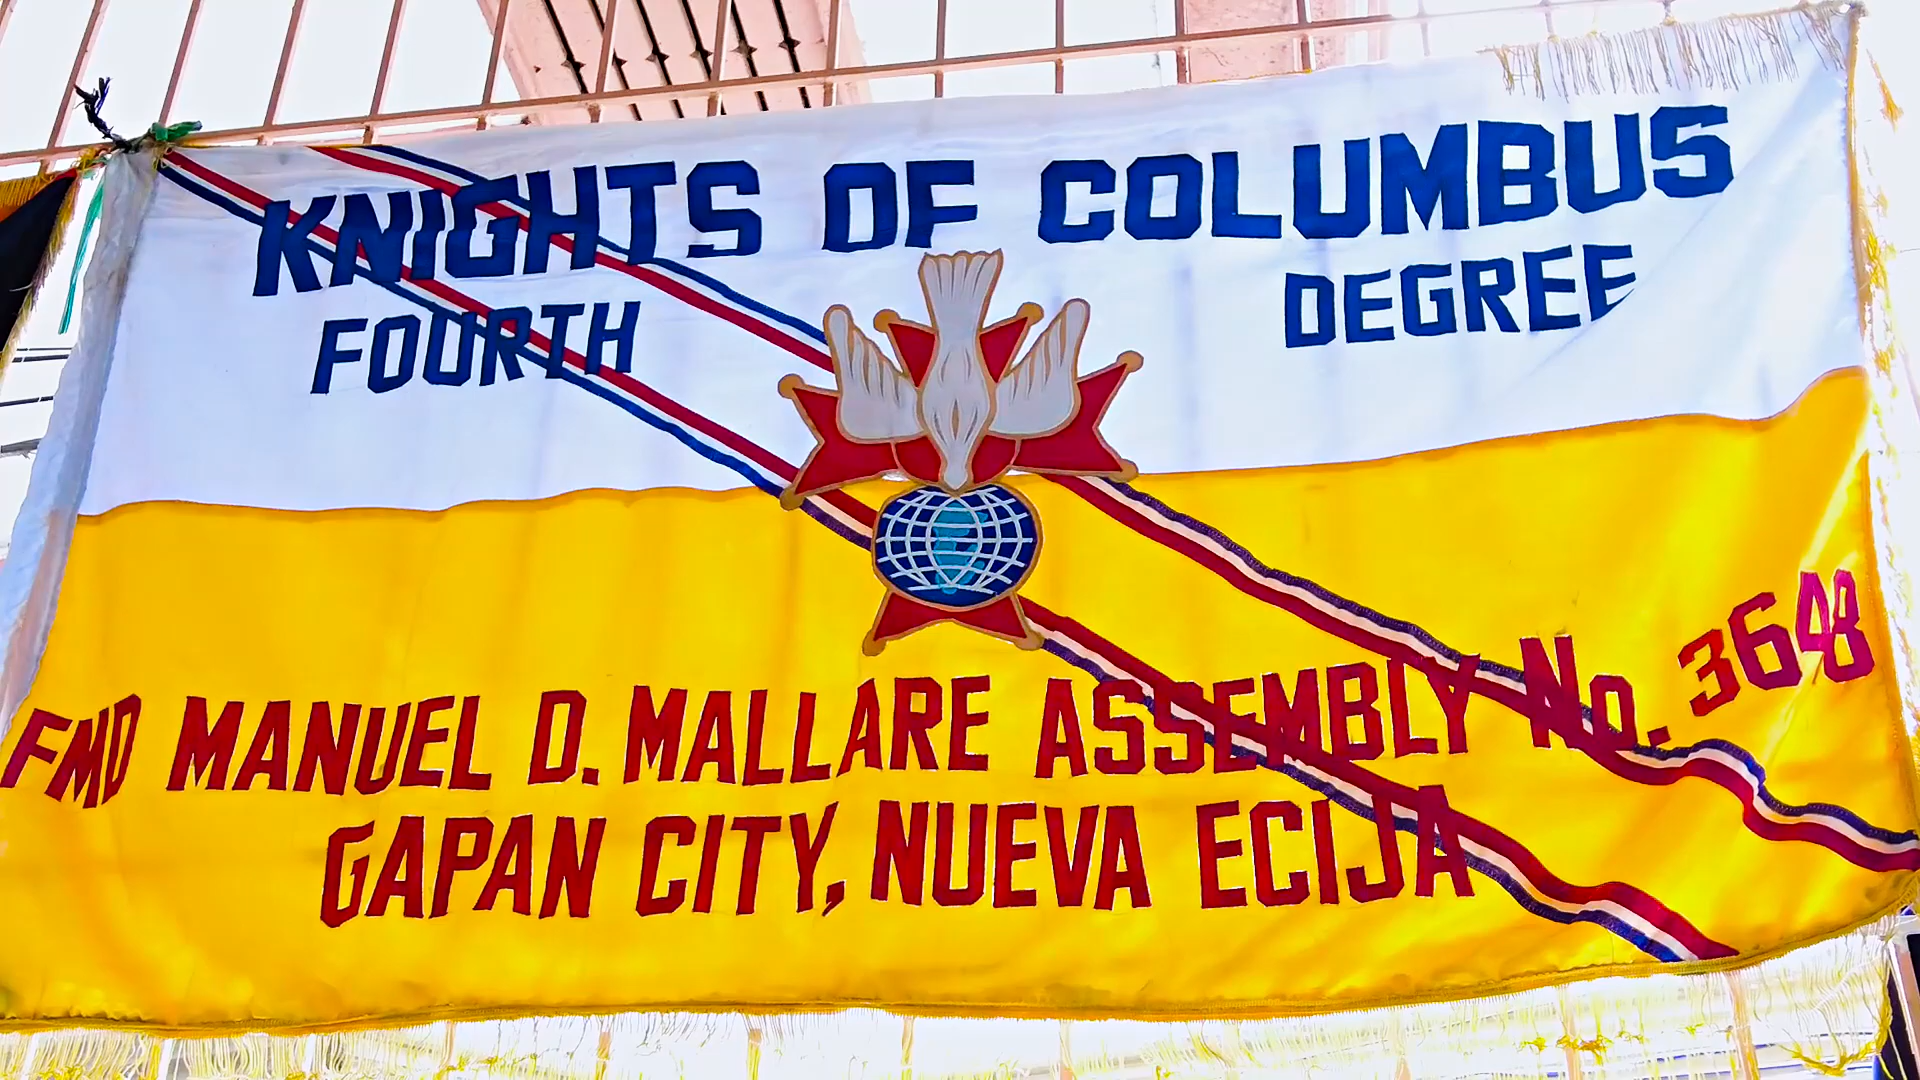 KNIGHTS OF COLUMBUS
FOURTH DEGREE
FMD MANUEL D. MALLARE ASSEMBLY No. 3648
GAPAN CITY, NUEVA ECIJA